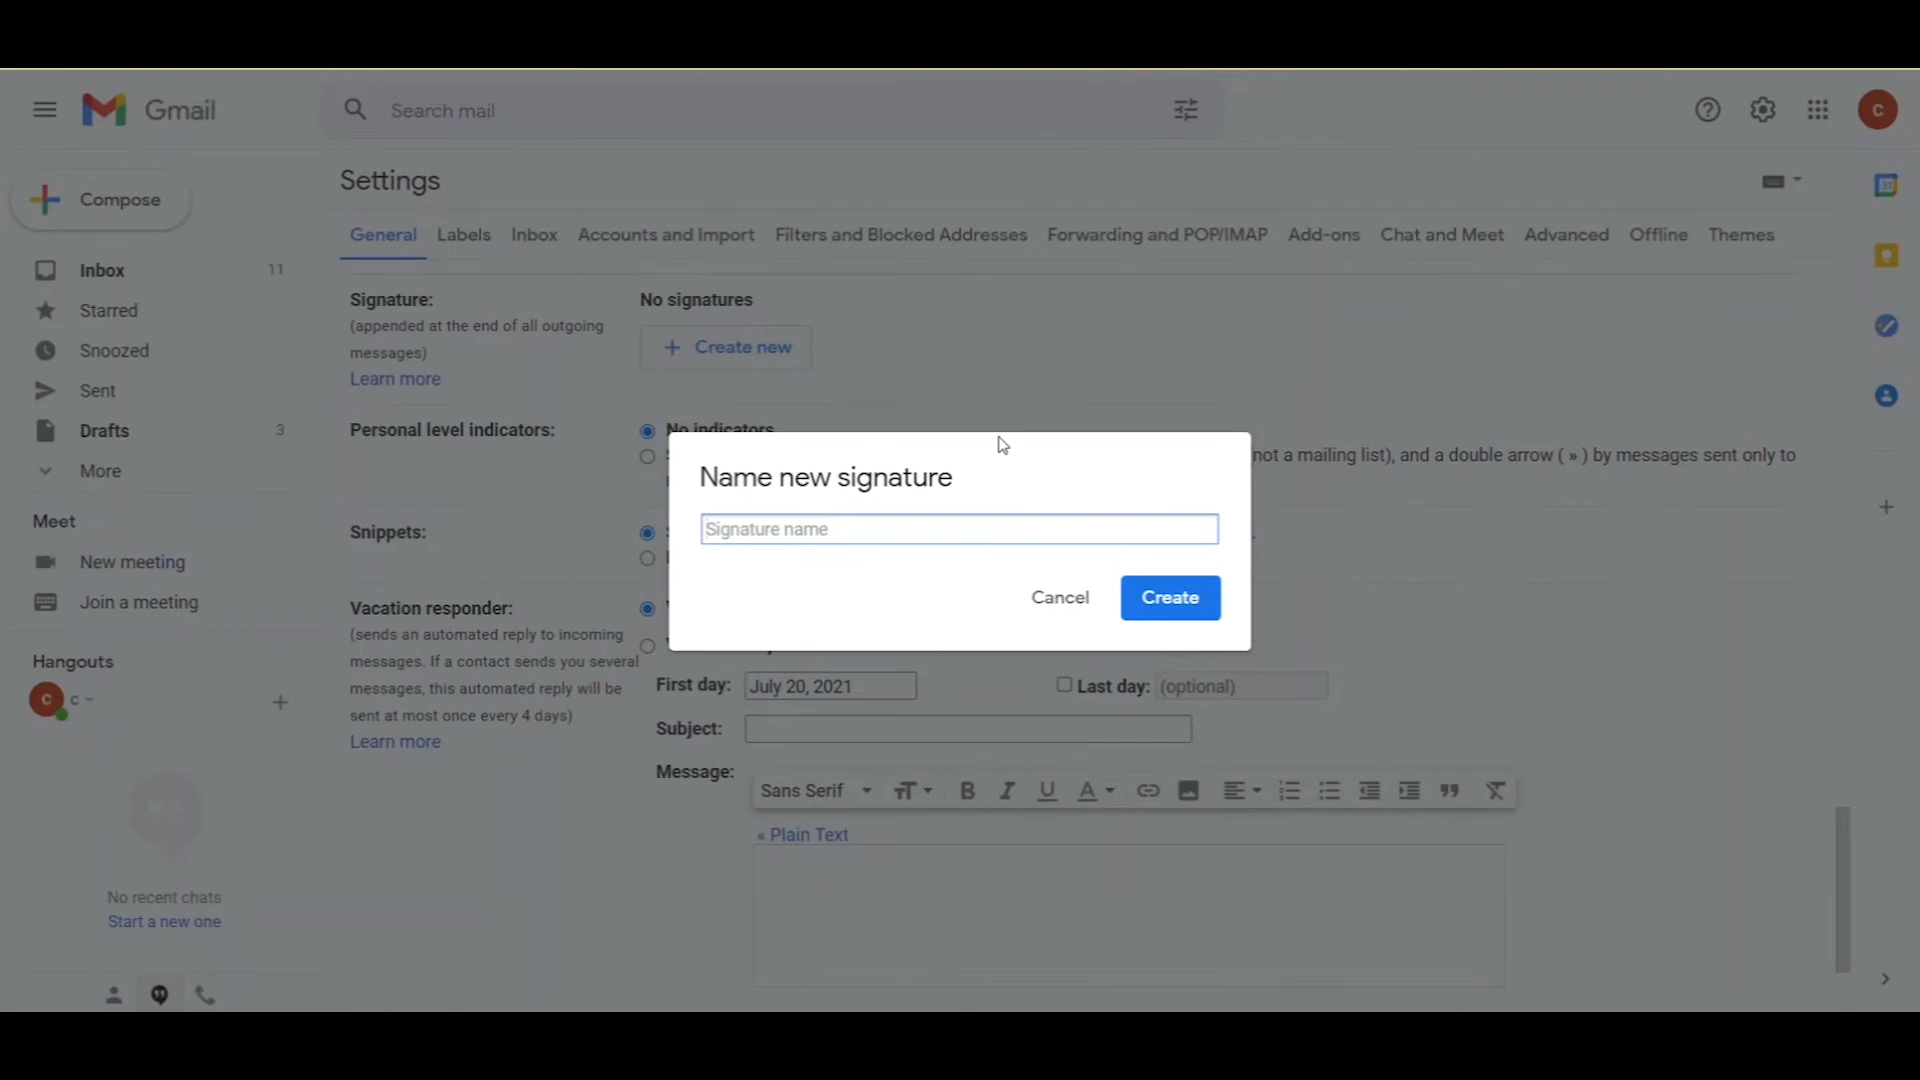 Gmail
Search mail
C
Compose
Inbox 11
Starred
Snoozed
Sent
Drafts 3
More
Meet
New meeting
Join a meeting
Hangouts
C c
No recent chats
Start a new one
Settings
General Labels Inbox Accounts and Import Filters and Blocked Addresses Forwarding and POP/IMAP Add-ons Chat and Meet Advanced Offline Themes
Signature:
(appended at the end of all outgoing
messages)
Learn more
No signatures
+ Create new
Personal level indicators:
No indicators
not a mailing list), and a double arrow ( » ) by messages sent only to
Name new signature
Signature name
Cancel Create
Snippets:
Vacation responder:
(sends an automated reply to incoming
messages. If a contact sends you several
messages, this automated reply will be
sent at most once every 4 days)
Learn more
First day: July 20, 2021 Last day: (optional)
Subject:
Message:
Sans Serif
« Plain Text
31